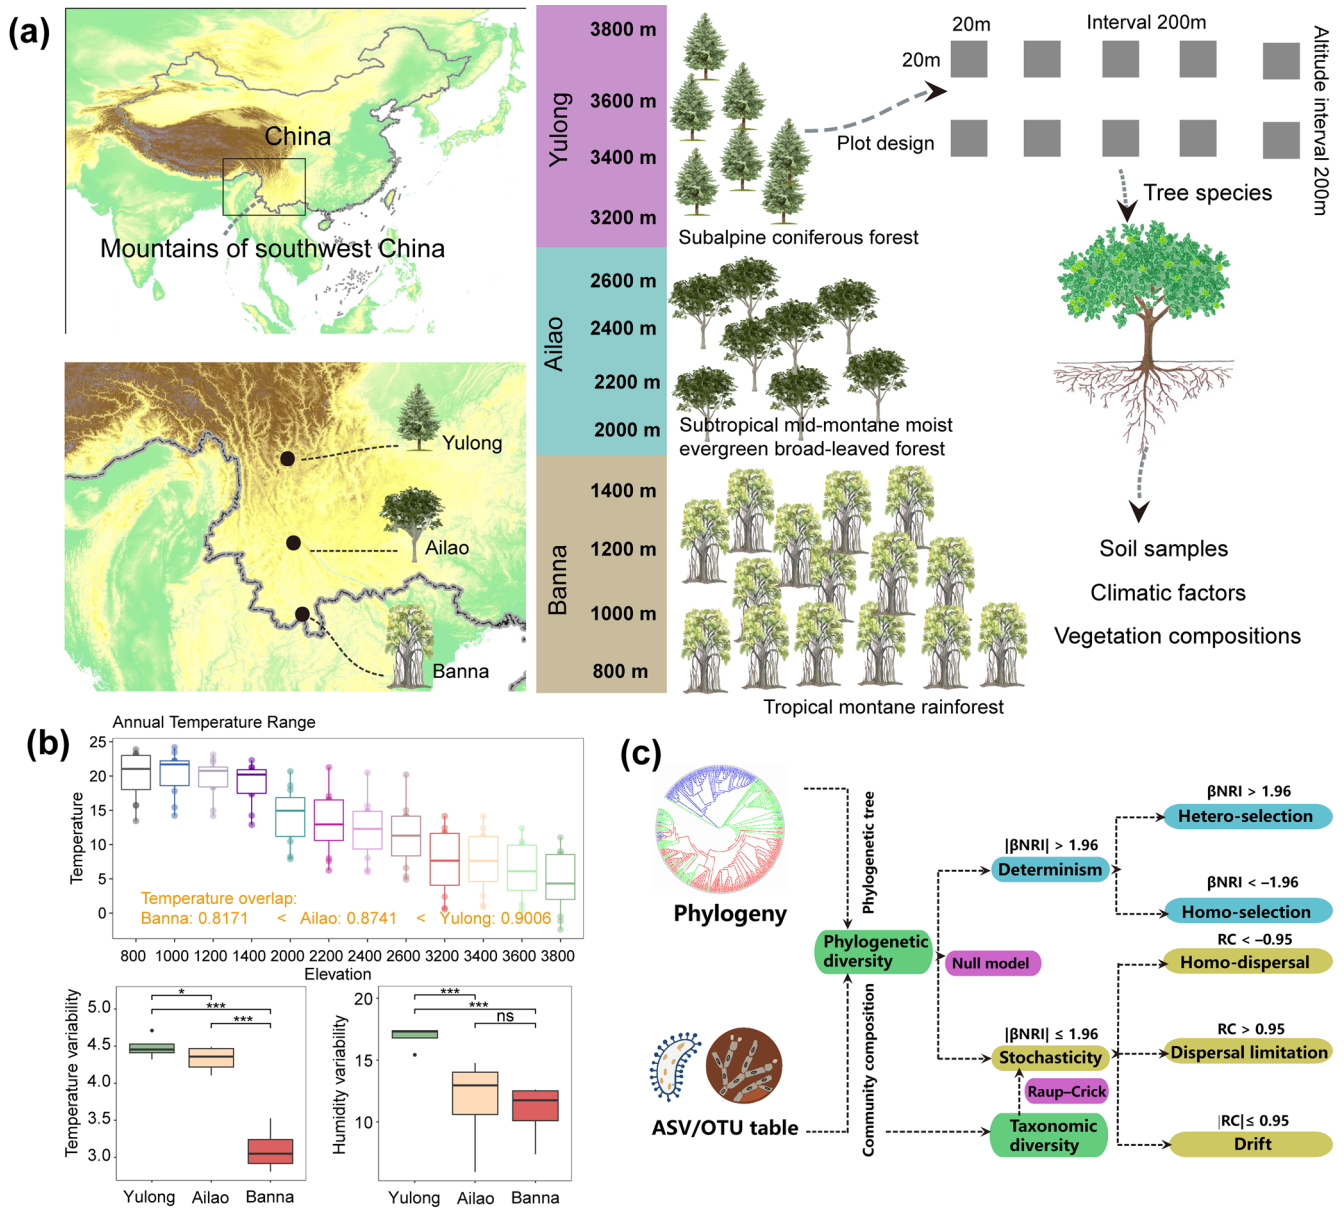 (a)
China
Mountains of southwest China
Yulong
Ailao
Banna
Yulong
3800 m
3600 m
3400 m
3200 m
Ailao
2600 m
2400 m
2200 m
2000 m
Banna
1400 m
1200 m
1000 m
800 m
Subalpine coniferous forest
Subtropical mid-montane moist
evergreen broad-leaved forest
Tropical montane rainforest
20m
Interval 200m
20m
Plot design
Altitude interval 200m
Tree species
Soil samples
Climatic factors
Vegetation compositions
(b)
Annual Temperature Range
Temperature
25
20
15
10
5
0
Temperature overlap:
Banna: 0.8171 < Ailao: 0.8741 < Yulong: 0.9006
800 1000 1200 1400 2000 2200 2400 2600 3200 3400 3600 3800
Elevation
Temperature variability
5.0
4.5
4.0
3.5
3.0
*
***
***
Yulong Ailao Banna
Humidity variability
20
15
10
***
***
ns
Yulong Ailao Banna
(c)
Phylogeny
ASV/OTU table
Phylogenetic tree
Community composition
Phylogenetic
diversity
Null model
|βNRI| > 1.96
Determinism
|βNRI| ≤ 1.96
Stochasticity
Raup–Crick
Taxonomic
diversity
βNRI > 1.96
Hetero-selection
βNRI < –1.96
Homo-selection
RC < –0.95
Homo-dispersal
RC > 0.95
Dispersal limitation
|RC| ≤ 0.95
Drift